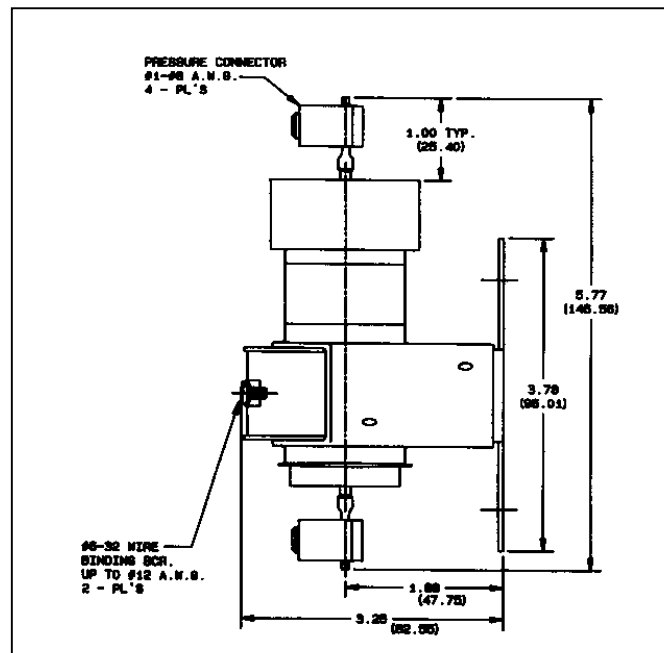 PRESSURE CONNECTOR
#1-#8 A.W.G.
4 - PL'S
1.00 TYP.
(25.40)
5.77
(146.56)
3.78
(96.01)
#6-32 WIRE
BINDING SCR.
UP TO #12 A.W.G.
2 - PL'S
1.88
(47.75)
3.25
(82.55)